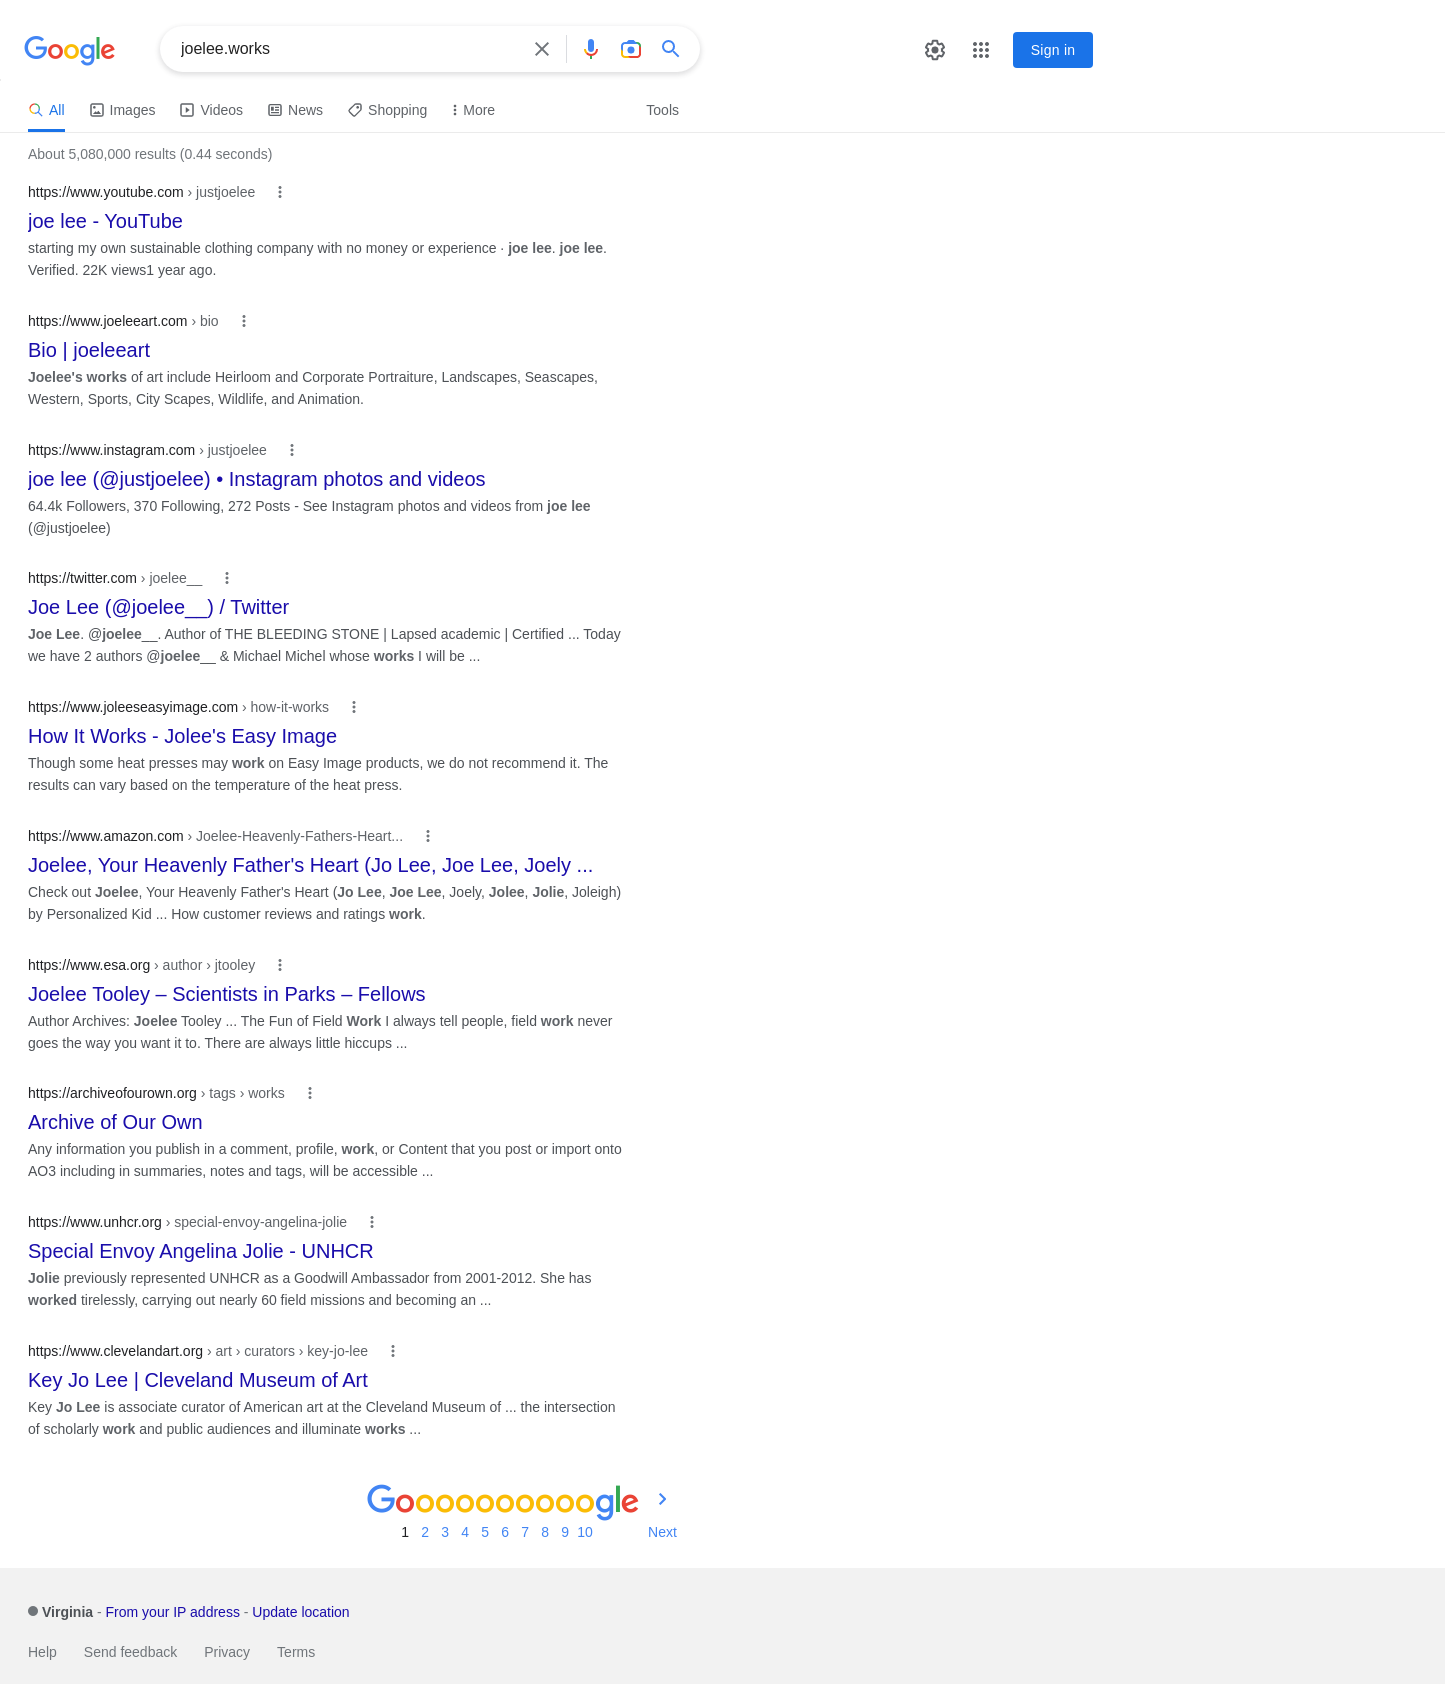 Google
joelee.works
Sign in
All Images Videos News Shopping More Tools
About 5,080,000 results (0.44 seconds)
https://www.youtube.com › justjoelee
joe lee - YouTube
starting my own sustainable clothing company with no money or experience · joe lee. joe lee.
Verified. 22K views1 year ago.
https://www.joeleeart.com › bio
Bio | joeleeart
Joelee's works of art include Heirloom and Corporate Portraiture, Landscapes, Seascapes,
Western, Sports, City Scapes, Wildlife, and Animation.
https://www.instagram.com › justjoelee
joe lee (@justjoelee) • Instagram photos and videos
64.4k Followers, 370 Following, 272 Posts - See Instagram photos and videos from joe lee
(@justjoelee)
https://twitter.com › joelee__
Joe Lee (@joelee__) / Twitter
Joe Lee. @joelee__. Author of THE BLEEDING STONE | Lapsed academic | Certified ... Today
we have 2 authors @joelee__ & Michael Michel whose works I will be ...
https://www.joleeseasyimage.com › how-it-works
How It Works - Jolee's Easy Image
Though some heat presses may work on Easy Image products, we do not recommend it. The
results can vary based on the temperature of the heat press.
https://www.amazon.com › Joelee-Heavenly-Fathers-Heart...
Joelee, Your Heavenly Father's Heart (Jo Lee, Joe Lee, Joely ...
Check out Joelee, Your Heavenly Father's Heart (Jo Lee, Joe Lee, Joely, Jolee, Jolie, Joleigh)
by Personalized Kid ... How customer reviews and ratings work.
https://www.esa.org › author › jtooley
Joelee Tooley – Scientists in Parks – Fellows
Author Archives: Joelee Tooley ... The Fun of Field Work I always tell people, field work never
goes the way you want it to. There are always little hiccups ...
https://archiveofourown.org › tags › works
Archive of Our Own
Any information you publish in a comment, profile, work, or Content that you post or import onto
AO3 including in summaries, notes and tags, will be accessible ...
https://www.unhcr.org › special-envoy-angelina-jolie
Special Envoy Angelina Jolie - UNHCR
Jolie previously represented UNHCR as a Goodwill Ambassador from 2001-2012. She has
worked tirelessly, carrying out nearly 60 field missions and becoming an ...
https://www.clevelandart.org › art › curators › key-jo-lee
Key Jo Lee | Cleveland Museum of Art
Key Jo Lee is associate curator of American art at the Cleveland Museum of ... the intersection
of scholarly work and public audiences and illuminate works ...
Goooooooooogle
1 2 3 4 5 6 7 8 9 10 Next
Virginia - From your IP address - Update location
Help Send feedback Privacy Terms